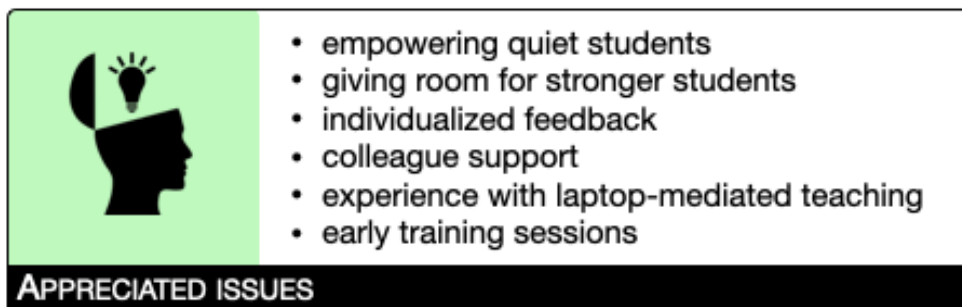 • empowering quiet students
• giving room for stronger students
• individualized feedback
• colleague support
• experience with laptop-mediated teaching
• early training sessions
APPRECIATED ISSUES